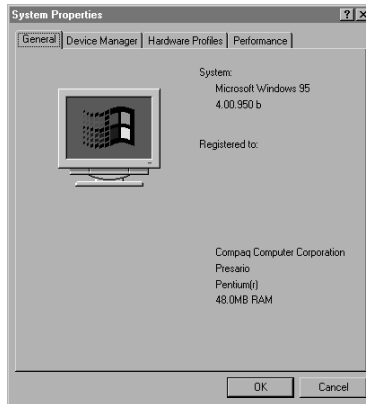 System Properties
General Device Manager Hardware Profiles Performance
System:
Microsoft Windows 95
4.00.950 b
Registered to:
Compaq Computer Corporation
Presario
Pentium(r)
48.0MB RAM
OK Cancel